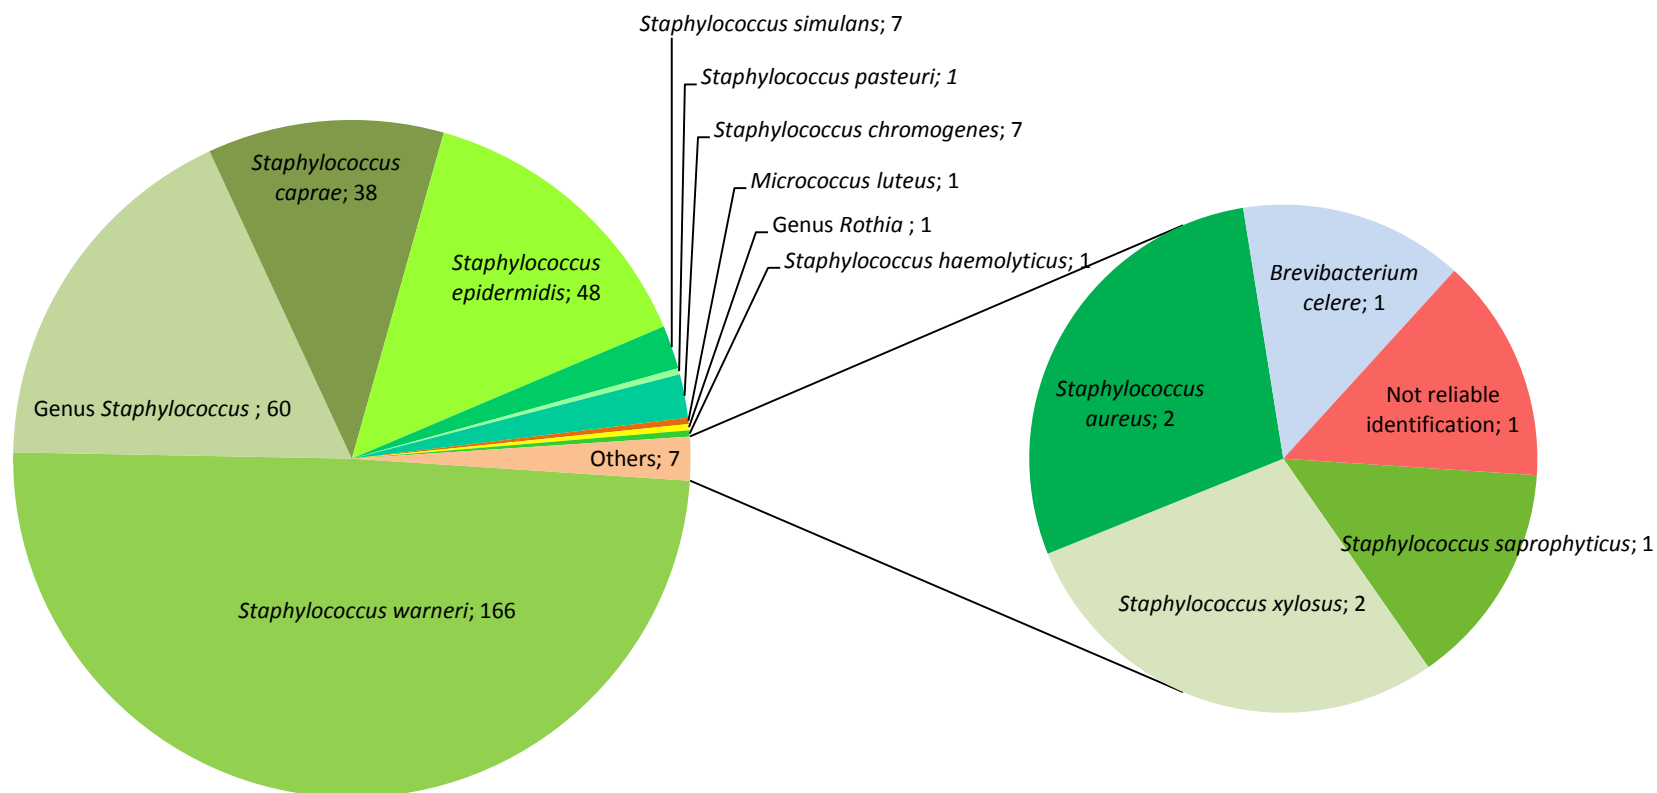 Staphylococcus simulans; 7
Staphylococcus pasteuri; 1
Staphylococcus chromogenes; 7
Micrococcus luteus; 1
Genus Rothia ; 1
Staphylococcus haemolyticus; 1
Staphylococcus
caprae; 38
Staphylococcus
epidermidis; 48
Genus Staphylococcus ; 60
Others; 7
Staphylococcus warneri; 166
Brevibacterium
celere; 1
Staphylococcus
aureus; 2
Not reliable
identification; 1
Staphylococcus saprophyticus; 1
Staphylococcus xylosus; 2